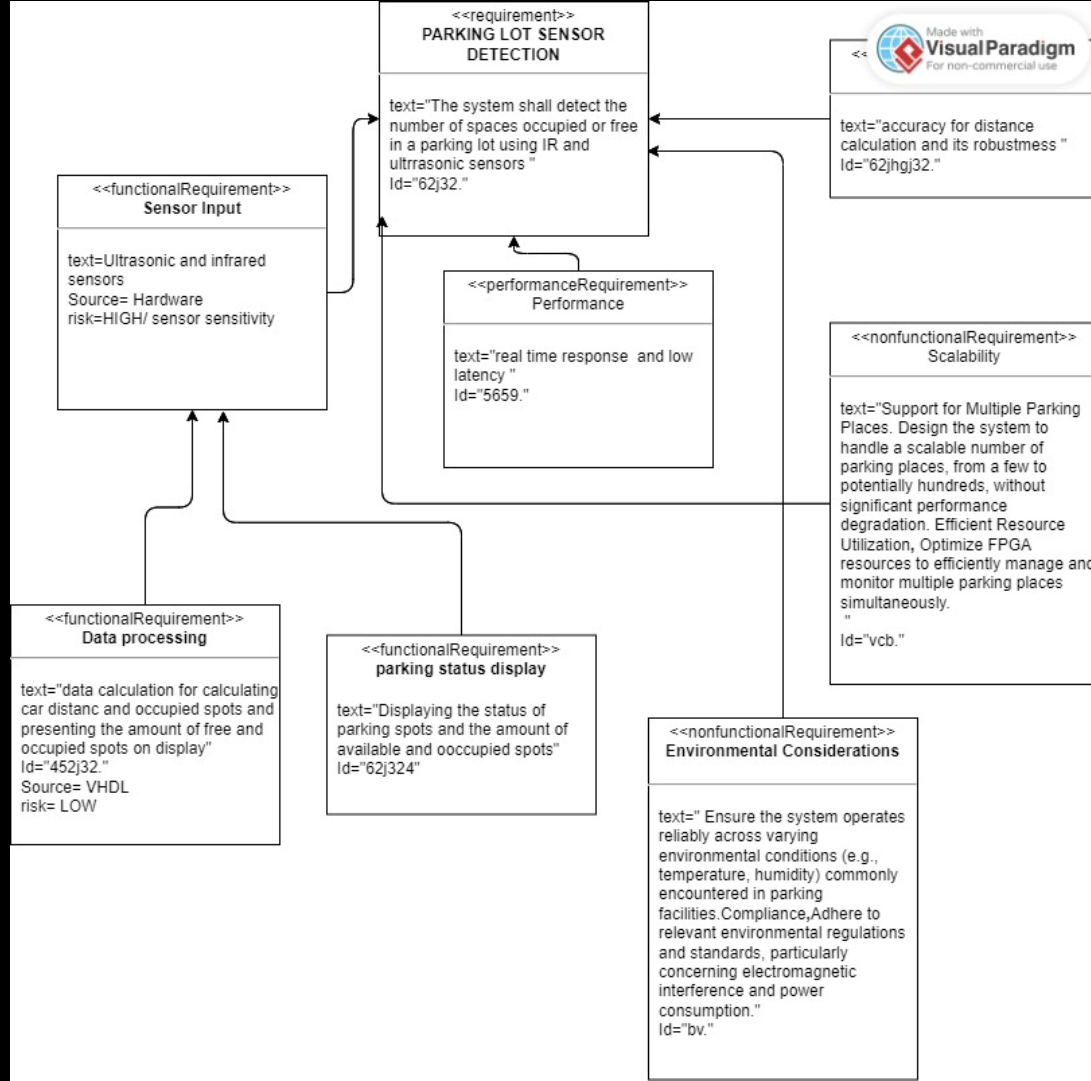 <<requirement>>
PARKING LOT SENSOR
DETECTION
text="The system shall detect the
number of spaces occupied or free
in a parking lot using IR and
ultrrasonic sensors "
Id="62j32."
Made with
Visual Paradigm
For non-commercial use
<<
text="accuracy for distance
calculation and its robustmess "
Id="62jhgj32."
<<functionalRequirement>>
Sensor Input
text=Ultrasonic and infrared
sensors
Source= Hardware
risk=HIGH/ sensor sensitivity
<<performanceRequirement>>
Performance
text="real time response  and low
latency "
Id="5659."
<<nonfunctionalRequirement>>
Scalability
text="Support for Multiple Parking
Places. Design the system to
handle a scalable number of
parking places, from a few to
potentially hundreds, without
significant performance
degradation. Efficient Resource
Utilization, Optimize FPGA
resources to efficiently manage and
monitor multiple parking places
simultaneously.
"
Id="vcb."
<<functionalRequirement>>
Data processing
text="data calculation for calculating
car distanc and occupied spots and
presenting the amount of free and
occupied spots on display"
Id="452j32."
Source= VHDL
risk= LOW
<<functionalRequirement>>
parking status display
text="Displaying the status of
parking spots and the amount of
available and ooccupied spots"
Id="62j324"
<<nonfunctionalRequirement>>
Environmental Considerations
text=" Ensure the system operates
reliably across varying
environmental conditions (e.g.,
temperature, humidity) commonly
encountered in parking
facilities.Compliance,Adhere to
relevant environmental regulations
and standards, particularly
concerning electromagnetic
interference and power
consumption."
Id="bv."